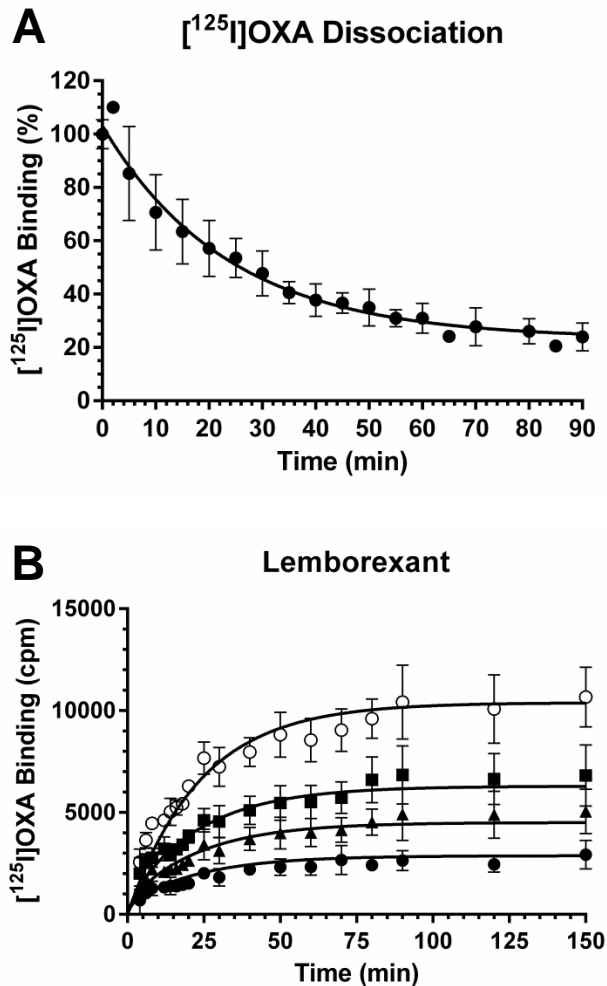 A
[¹²⁵I]OXA Dissociation
[¹²⁵I]OXA Binding (%)
120
100
80
60
40
20
0
0 10 20 30 40 50 60 70 80 90
Time (min)
B
Lemborexant
[¹²⁵I]OXA Binding (cpm)
15000
10000
5000
0
0 25 50 75 100 125 150
Time (min)